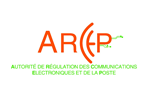 ARCEP
AUTORITÉ DE RÉGULATION DES COMMUNICATIONS
ÉLECTRONIQUES ET DE LA POSTE